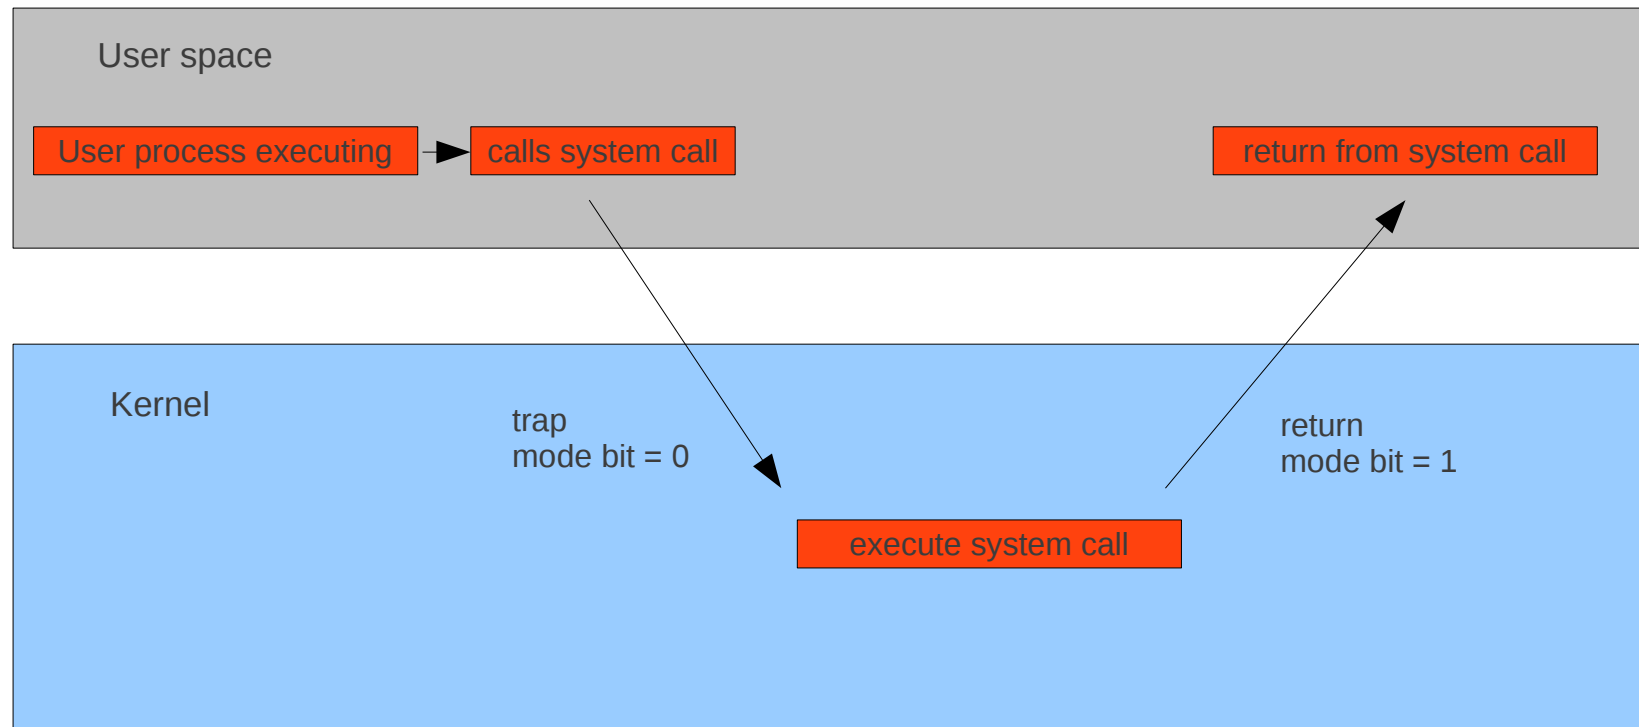 User space
User process executing
calls system call
return from system call
Kernel
trap
mode bit = 0
return
mode bit = 1
execute system call